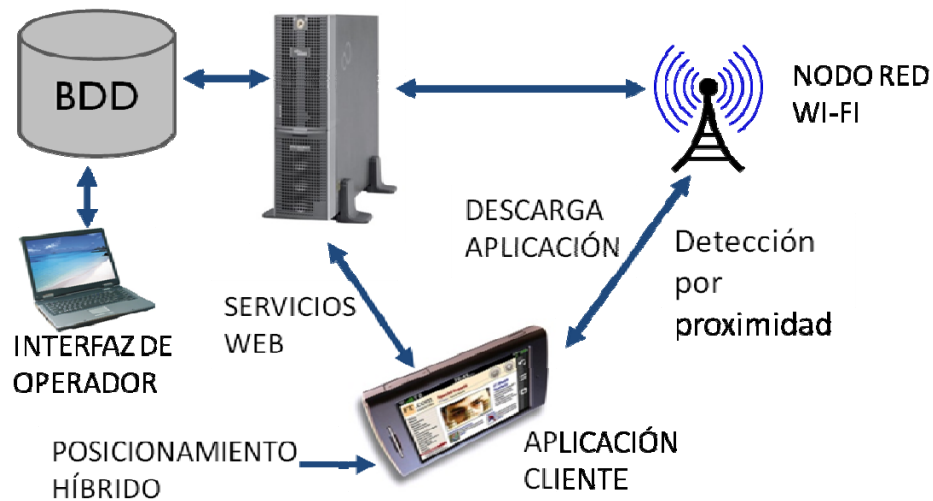 BDD
NODO RED
WI-FI
DESCARGA
APLICACIÓN
Detección
por
proximidad
SERVICIOS
WEB
INTERFAZ DE
OPERADOR
POSICIONAMIENTO
HÍBRIDO
APLICACIÓN
CLIENTE